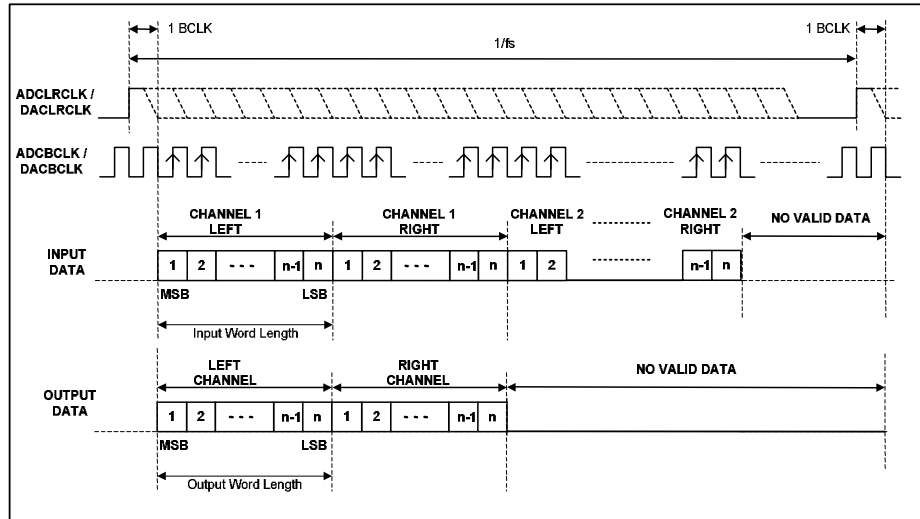 1 BCLK
1/fs
1 BCLK
ADCLRCLK /
DACLRCLK
ADCBCLK /
DACBCLK
CHANNEL 1
LEFT
CHANNEL 1
RIGHT
CHANNEL 2
LEFT
CHANNEL 2
RIGHT
NO VALID DATA
INPUT
DATA
1 2 - - - n-1 n 1 2 - - - n-1 n 1 2 n-1 n
MSB LSB
Input Word Length
LEFT
CHANNEL
RIGHT
CHANNEL
NO VALID DATA
OUTPUT
DATA
1 2 - - - n-1 n 1 2 - - - n-1 n
MSB LSB
Output Word Length